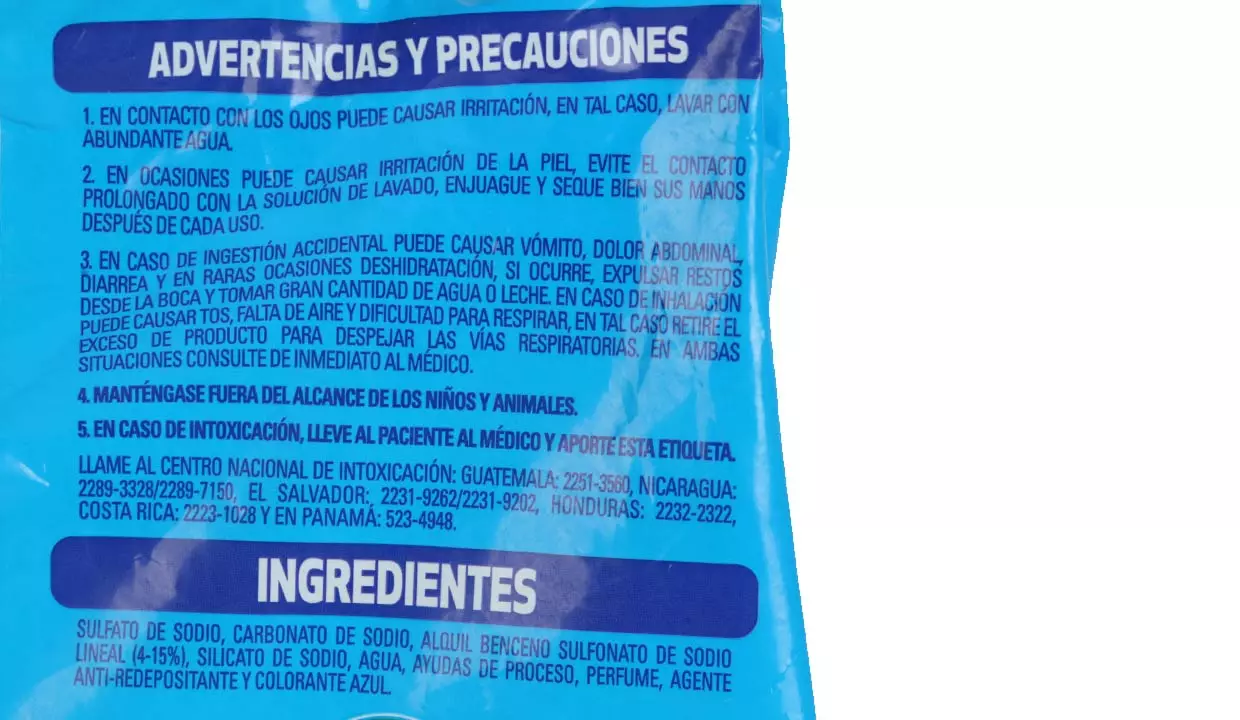 ADVERTENCIAS Y PRECAUCIONES
1. EN CONTACTO CON LOS OJOS PUEDE CAUSAR IRRITACIÓN, EN TAL CASO, LAVAR CON
ABUNDANTE AGUA.
2. EN OCASIONES PUEDE CAUSAR IRRITACIÓN DE LA PIEL, EVITE EL CONTACTO
PROLONGADO CON LA SOLUCIÓN DE LAVADO, ENJUAGUE Y SEQUE BIEN SUS MANOS
DESPUÉS DE CADA USO.
3. EN CASO DE INGESTIÓN ACCIDENTAL PUEDE CAUSAR VÓMITO, DOLOR ABDOMINAL,
DIARREA Y EN RARAS OCASIONES DESHIDRATACIÓN, SI OCURRE, EXPULSAR RESTOS
DESDE LA BOCA Y TOMAR GRAN CANTIDAD DE AGUA O LECHE. EN CASO DE INHALACIÓN
PUEDE CAUSAR TOS, FALTA DE AIRE Y DIFICULTAD PARA RESPIRAR, EN TAL CASO RETIRE EL
EXCESO DE PRODUCTO PARA DESPEJAR LAS VÍAS RESPIRATORIAS. EN AMBAS
SITUACIONES CONSULTE DE INMEDIATO AL MÉDICO.
4. MANTÉNGASE FUERA DEL ALCANCE DE LOS NIÑOS Y ANIMALES.
5. EN CASO DE INTOXICACIÓN, LLEVE AL PACIENTE AL MÉDICO Y APORTE ESTA ETIQUETA.
LLAME AL CENTRO NACIONAL DE INTOXICACIÓN: GUATEMALA: 2251-3560, NICARAGUA:
2289-3328/2289-7150, EL SALVADOR: 2231-9262/2231-9202, HONDURAS: 2232-2322,
COSTA RICA: 2223-1028 Y EN PANAMÁ: 523-4948.
INGREDIENTES
SULFATO DE SODIO, CARBONATO DE SODIO, ALQUIL BENCENO SULFONATO DE SODIO
LINEAL (4-15%), SILICATO DE SODIO, AGUA, AYUDAS DE PROCESO, PERFUME, AGENTE
ANTI-REDEPOSITANTE Y COLORANTE AZUL.